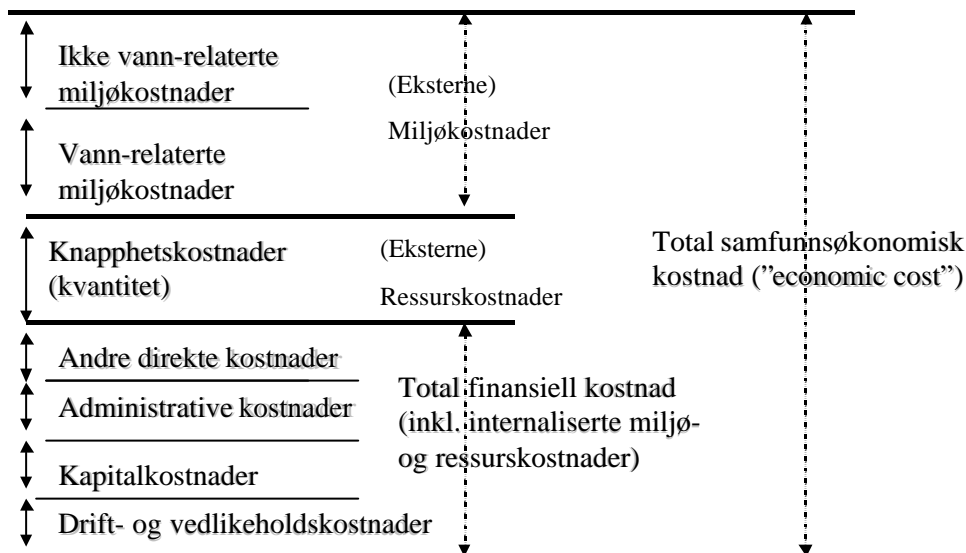 Ikke vann-relaterte
miljøkostnader
(Eksterne)
Miljøkostnader
Vann-relaterte
miljøkostnader
Knapphetskostnader
(kvantitet)
(Eksterne)
Ressurskostnader
Total samfunnsøkonomisk
kostnad (”economic cost”)
Andre direkte kostnader
Administrative kostnader
Kapitalkostnader
Drift- og vedlikeholdskostnader
Total finansiell kostnad
(inkl. internaliserte miljø-
og ressurskostnader)